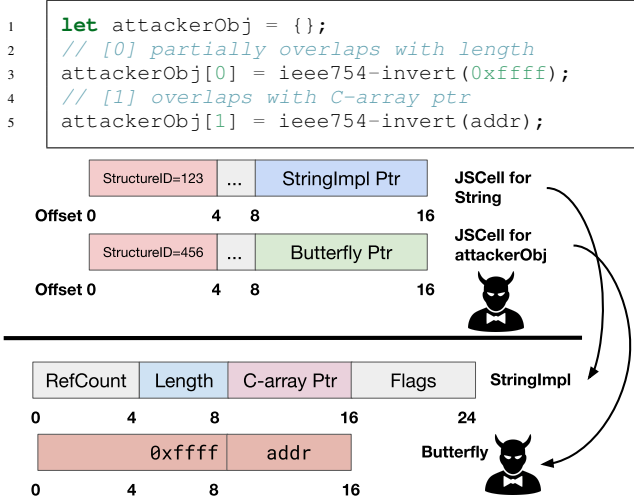 1 let attackerObj = {};
2 // [0] partially overlaps with length
3 attackerObj[0] = ieee754-invert(0xffff);
4 // [1] overlaps with C-array ptr
5 attackerObj[1] = ieee754-invert(addr);
StructureID=123 ... StringImpl Ptr
JSCell for
String
Offset 0 4 8 16
StructureID=456 ... Butterfly Ptr
JSCell for
attackerObj
Offset 0 4 8 16
RefCount Length C-array Ptr Flags StringImpl
0 4 8 16 24
0xffff addr Butterfly
0 4 8 16